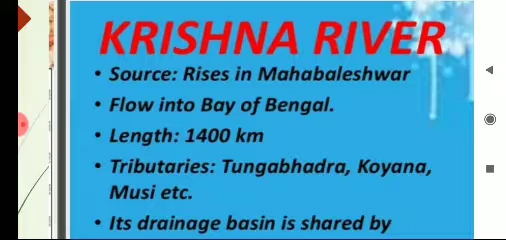 KRISHNA RIVER
• Source: Rises in Mahabaleshwar
• Flow into Bay of Bengal.
• Length: 1400 km
• Tributaries: Tungabhadra, Koyana,
Musi etc.
• Its drainage basin is shared by